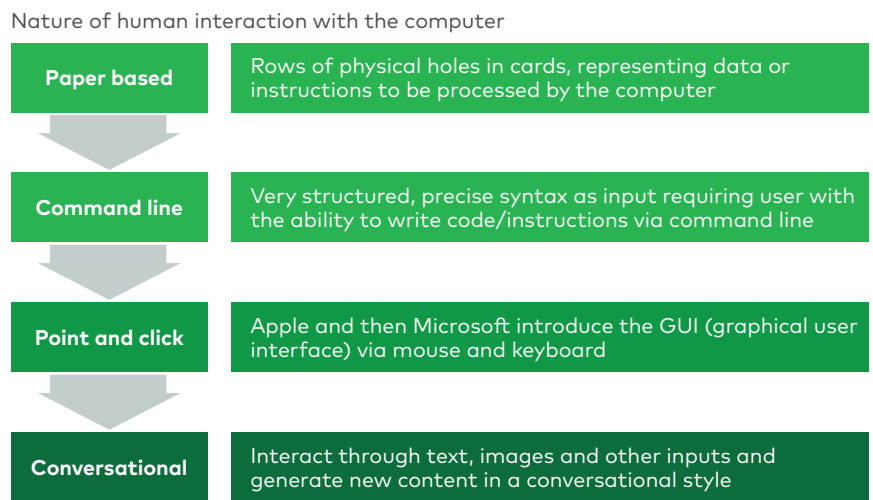 Nature of human interaction with the computer
Paper based
Rows of physical holes in cards, representing data or
instructions to be processed by the computer
Command line
Very structured, precise syntax as input requiring user with
the ability to write code/instructions via command line
Point and click
Apple and then Microsoft introduce the GUI (graphical user
interface) via mouse and keyboard
Conversational
Interact through text, images and other inputs and
generate new content in a conversational style